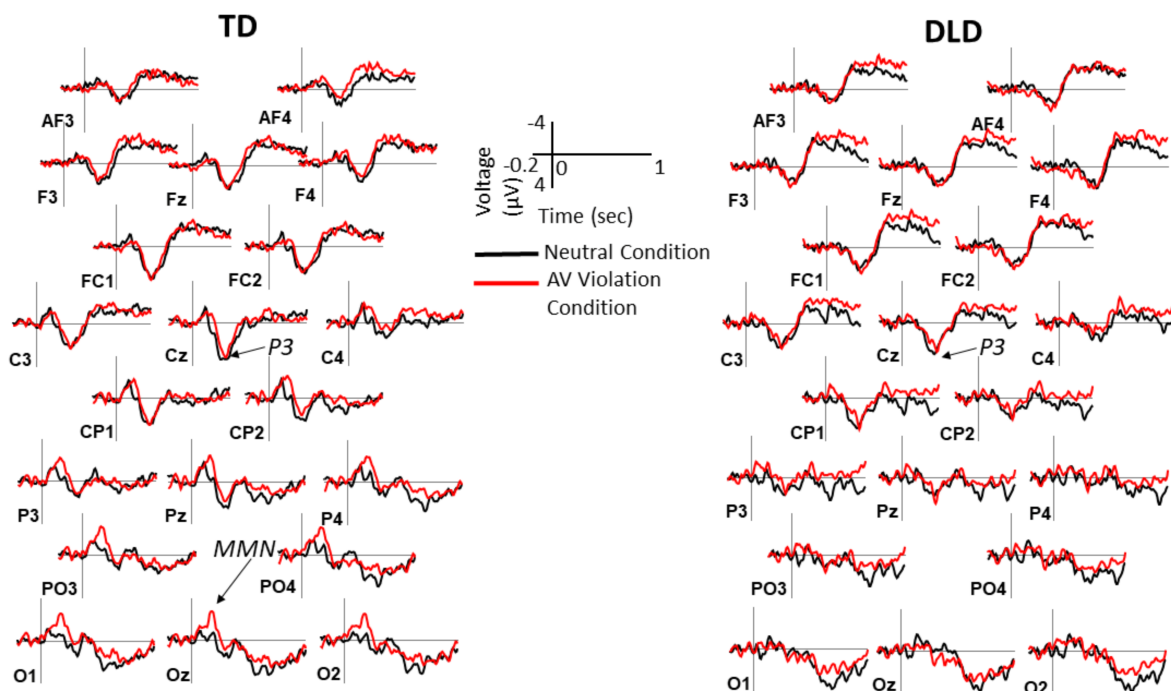 TD
DLD
AF3
AF4
F3
Fz
F4
FC1
FC2
C3
Cz
P3
C4
CP1
CP2
P3
Pz
P4
MMN
PO3
PO4
O1
Oz
O2
-4
-0.2
0
1
4
Voltage
(µV)
Time (sec)
Neutral Condition
AV Violation
Condition
AF3
AF4
F3
Fz
F4
FC1
FC2
C3
Cz
P3
C4
CP1
CP2
P3
Pz
P4
PO3
PO4
O1
Oz
O2